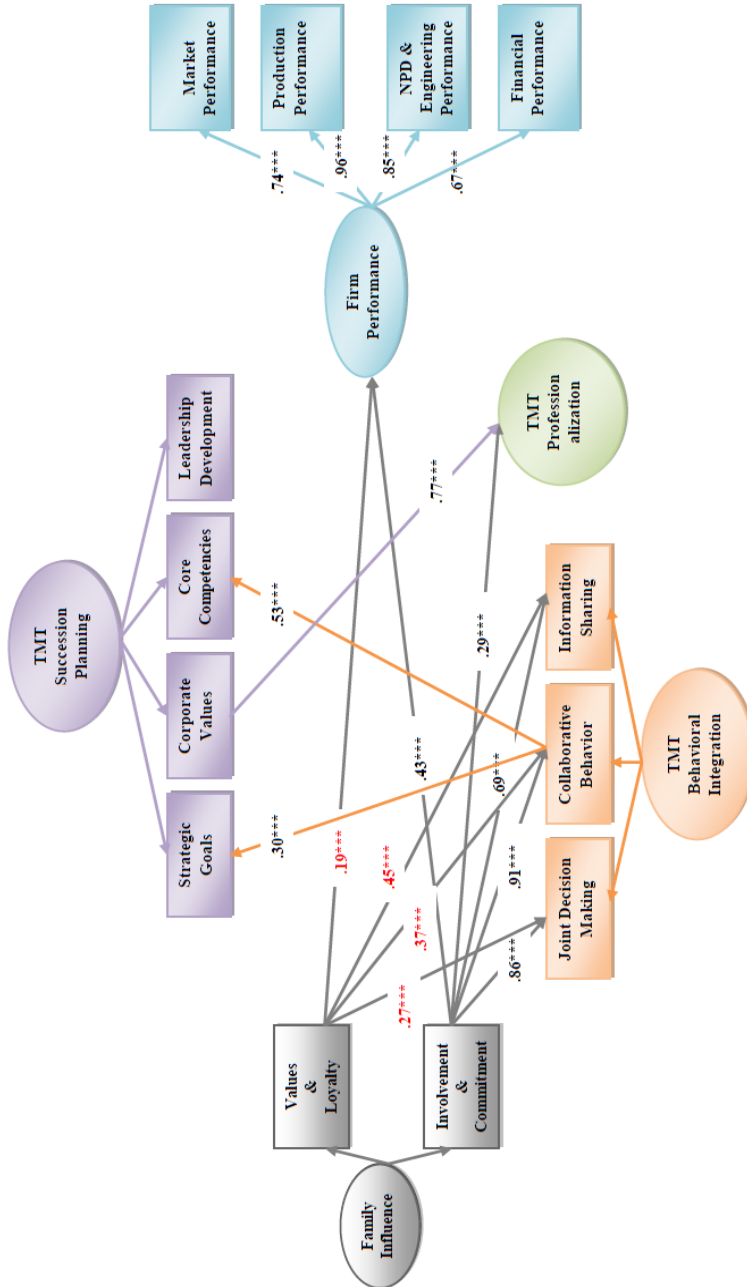 TMT
Succession
Planning
Strategic
Goals
Corporate
Values
Core
Competencies
Leadership
Development
Market
Performance
Production
Performance
NPD &
Engineering
Performance
Financial
Performance
.74***
.96***
.85***
.67***
Firm
Performance
Family
Influence
Values
&
Loyalty
Involvement
&
Commitment
.30***
.53***
.77***
.19***
.45***
.37***
.27***
.43***
.29***
.69***
.91***
.86***
TMT
Profession
alization
Joint Decision
Making
Collaborative
Behavior
Information
Sharing
TMT
Behavioral
Integration